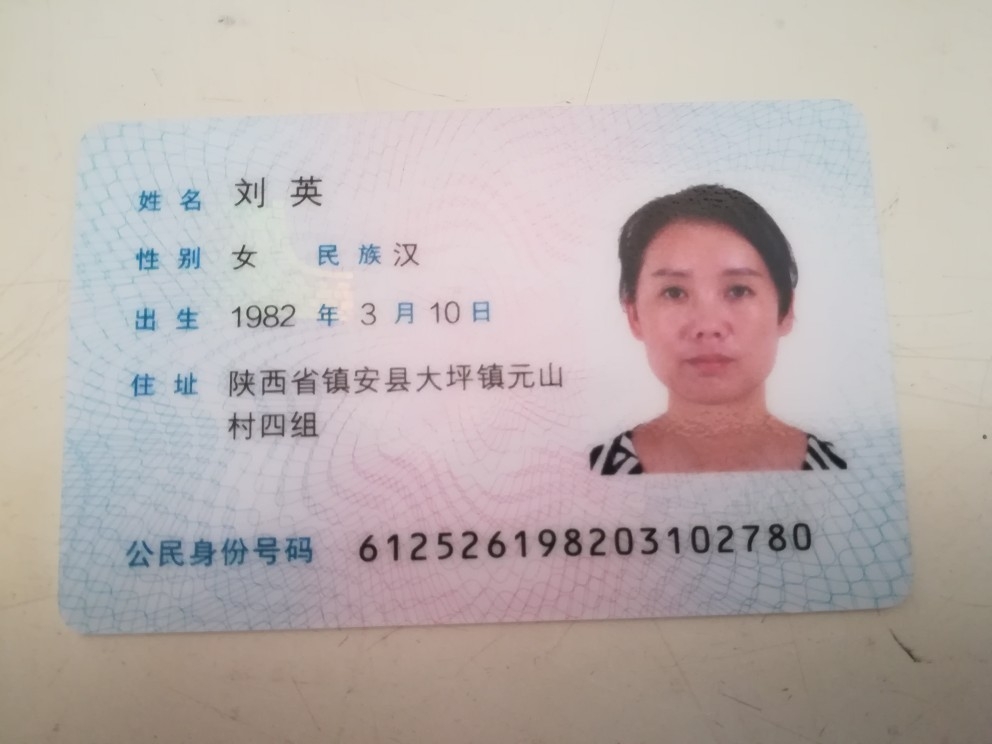 姓名 刘英
性别 女 民族 汉
出生 1982 年 3 月 10 日
住址 陕西省镇安县大坪镇元山
村四组
公民身份号码 612526198203102780